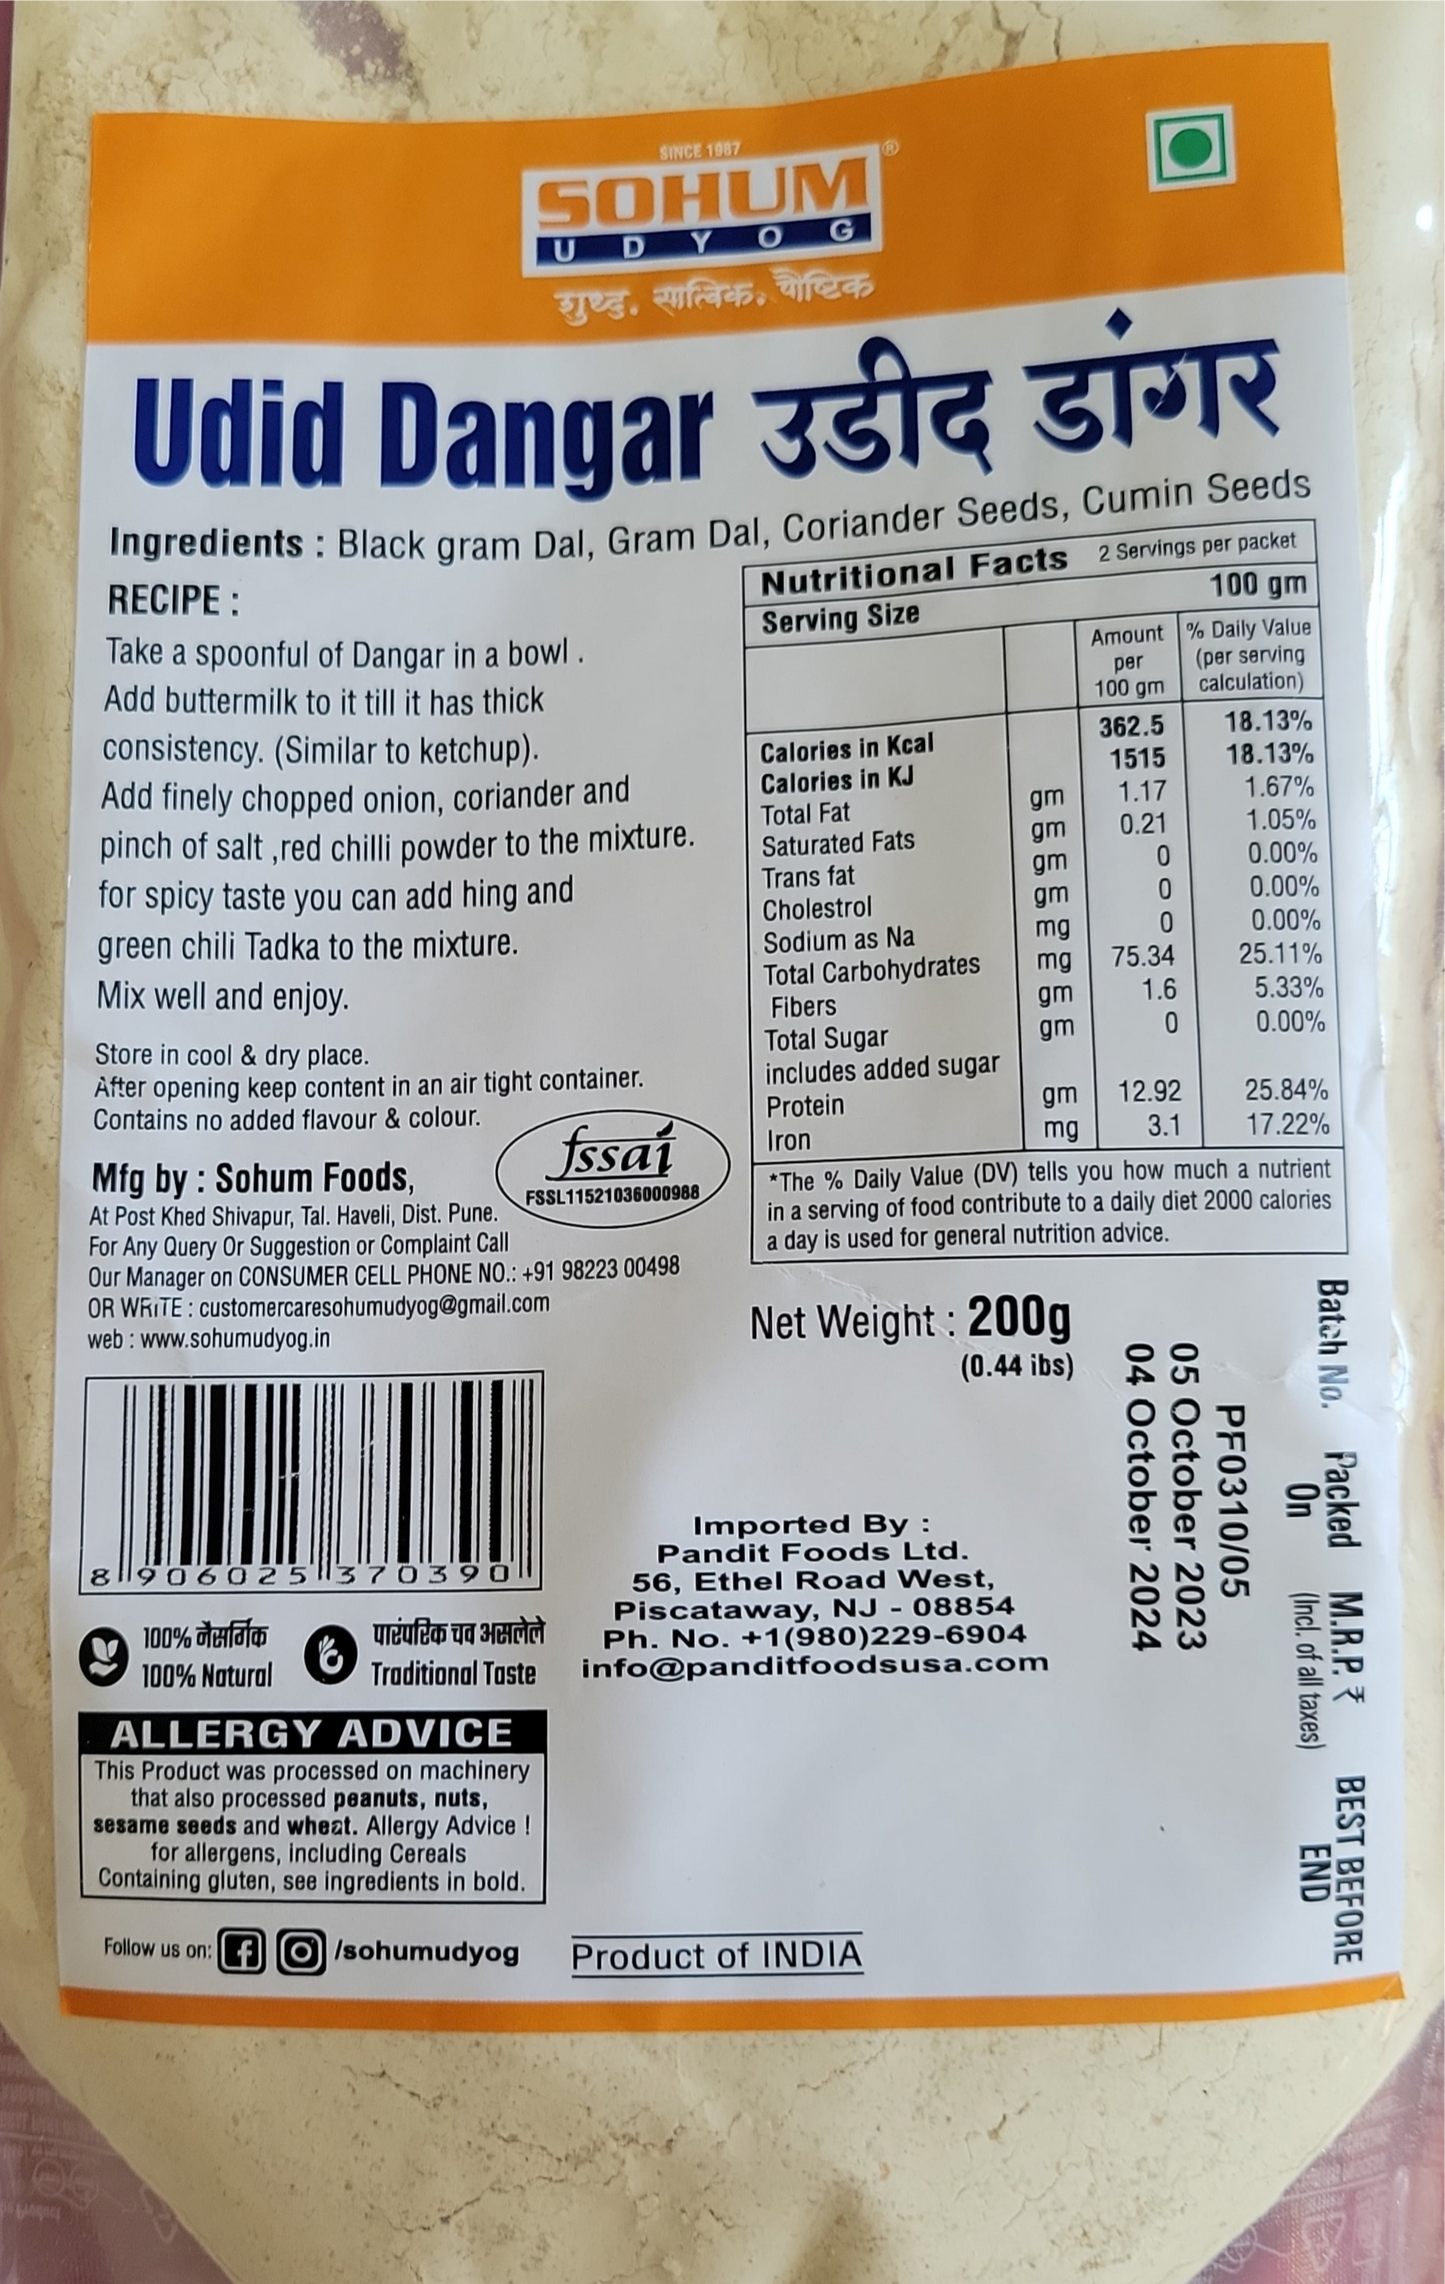 SINCE 1987
SOHUM®
UDYOG
शुध्द. सात्विक. पौष्टिक
Udid Dangar उडीद डांगर
Ingredients : Black gram Dal, Gram Dal, Coriander Seeds, Cumin Seeds
RECIPE :
Take a spoonful of Dangar in a bowl .
Add buttermilk to it till it has thick
consistency. (Similar to ketchup).
Add finely chopped onion, coriander and
pinch of salt ,red chilli powder to the mixture.
for spicy taste you can add hing and
green chili Tadka to the mixture.
Mix well and enjoy.
Store in cool & dry place.
After opening keep content in an air tight container.
Contains no added flavour & colour.
Mfg by : Sohum Foods,
At Post Khed Shivapur, Tal. Haveli, Dist. Pune.
For Any Query Or Suggestion or Complaint Call
Our Manager on CONSUMER CELL PHONE NO.: +91 98223 00498
OR WRiTE : customercaresohumudyog@gmail.com
web : www.sohumudyog.in
fssai
FSSL11521036000988
Nutritional Facts 2 Servings per packet
Serving Size 100 gm
Amount per 100 gm % Daily Value (per serving calculation)
Calories in Kcal 362.5 18.13%
Calories in KJ 1515 18.13%
Total Fat gm 1.17 1.67%
Saturated Fats gm 0.21 1.05%
Trans fat gm 0 0.00%
Cholestrol gm 0 0.00%
Sodium as Na mg 0 0.00%
Total Carbohydrates mg 75.34 25.11%
Fibers gm 1.6 5.33%
Total Sugar gm 0 0.00%
includes added sugar
Protein gm 12.92 25.84%
Iron mg 3.1 17.22%
*The % Daily Value (DV) tells you how much a nutrient
in a serving of food contribute to a daily diet 2000 calories
a day is used for general nutrition advice.
Net Weight : 200g
(0.44 ibs)
Batch No. Packed On M.R.P. ₹ (Incl. of all taxes) BEST BEFORE END
PF0310/05
05 October 2023
04 October 2024
8 906025 370390
Imported By :
Pandit Foods Ltd.
56, Ethel Road West,
Piscataway, NJ - 08854
Ph. No. +1(980)229-6904
info@panditfoodsusa.com
100% नैसर्गिक
100% Natural
पारंपरिक चव असलेले
Traditional Taste
ALLERGY ADVICE
This Product was processed on machinery
that also processed peanuts, nuts,
sesame seeds and wheat. Allergy Advice !
for allergens, including Cereals
Containing gluten, see ingredients in bold.
Follow us on: /sohumudyog
Product of INDIA